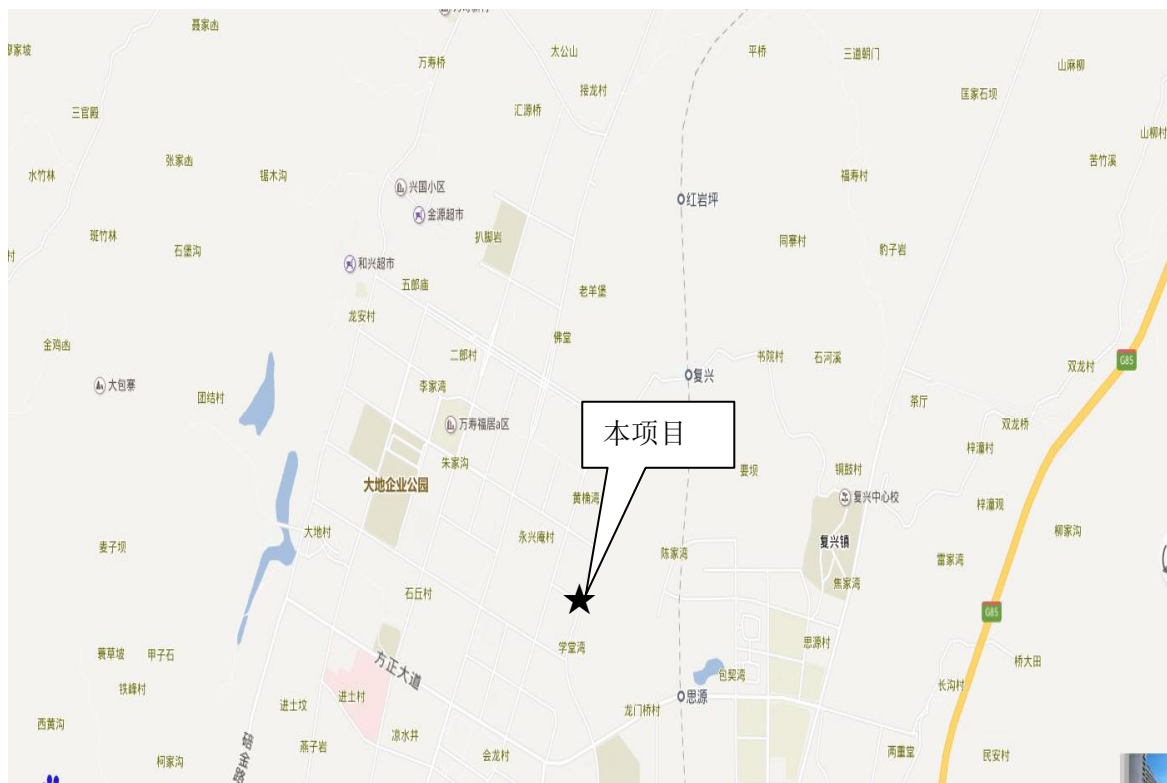 聂家凼
太公山
平桥
三道朝门
万寿桥
山麻柳
接龙村
匡家石坝
汇源桥
三官殿
山柳村
张家凼
苦竹溪
水竹林
锯木沟
福寿村
兴国小区
红岩坪
金源超市
斑竹林
扒脚岩
同寨村
石堡沟
豹子岩
村
和兴超市
五郎庙
老羊堡
龙安村
佛堂
金鸡凼
二郎村
书院村
石河溪
G85
双龙村
复兴
大包寨
李家湾
团结村
茶厅
万寿福居a区
本项目
双龙桥
梓潼村
朱家沟
要坝
铜鼓村
大地企业公园
黄桷湾
复兴中心校
梓潼观
大地村
永兴庵村
柳家沟
麦子坝
陈家湾
复兴镇
雷家湾
焦家湾
石丘村
G85
学堂湾
思源村
蓑草坡
甲子石
方正大道
桥大田
包契湾
铁峰村
进士村
长沟村
思源
进士坟
龙门桥村
西黄沟
凉水井
燕子岩
会龙村
两重堂
民安村
柯家沟